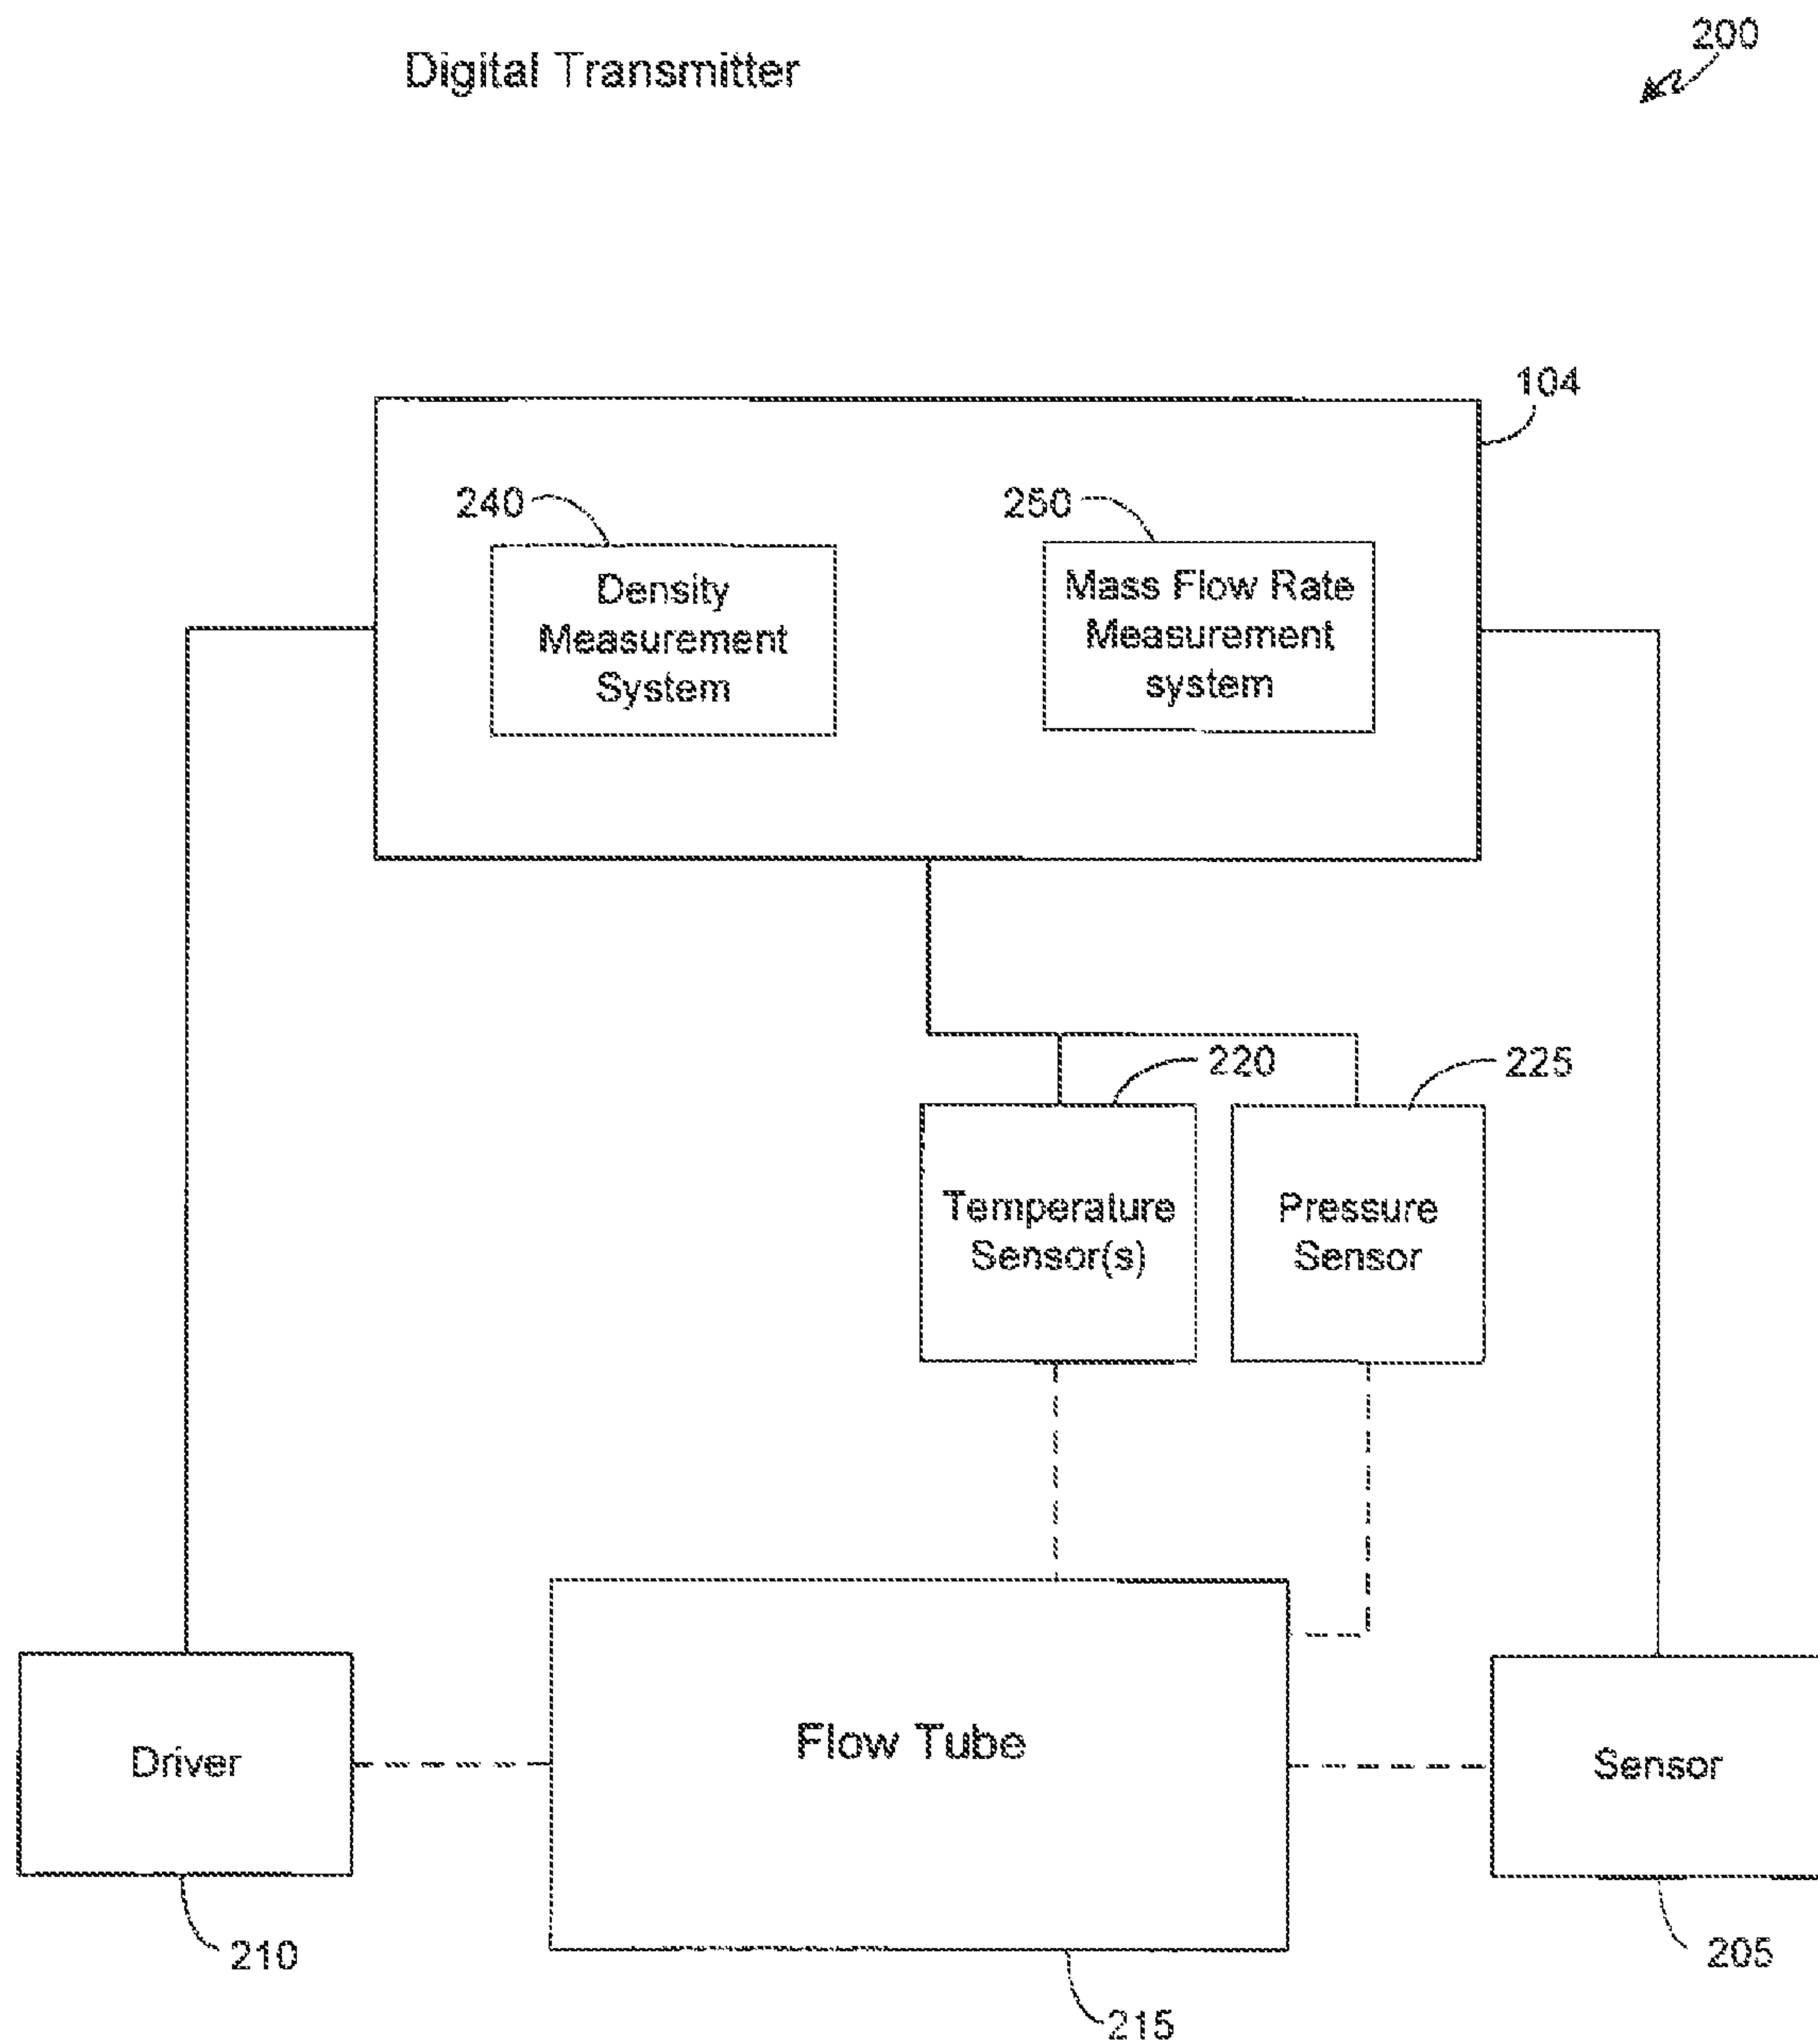 Digital Transmitter
200
104
240
250
Density
Measurement
System
Mass Flow Rate
Measurement
system
220
225
Temperature
Sensor(s)
Pressure
Sensor
Driver
Flow Tube
Sensor
210
205
215